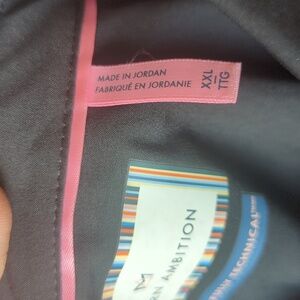 MADE IN JORDAN
FABRIQUÉ EN JORDANIE
XXL
TTG
M
AMBITION
TECHNICAL